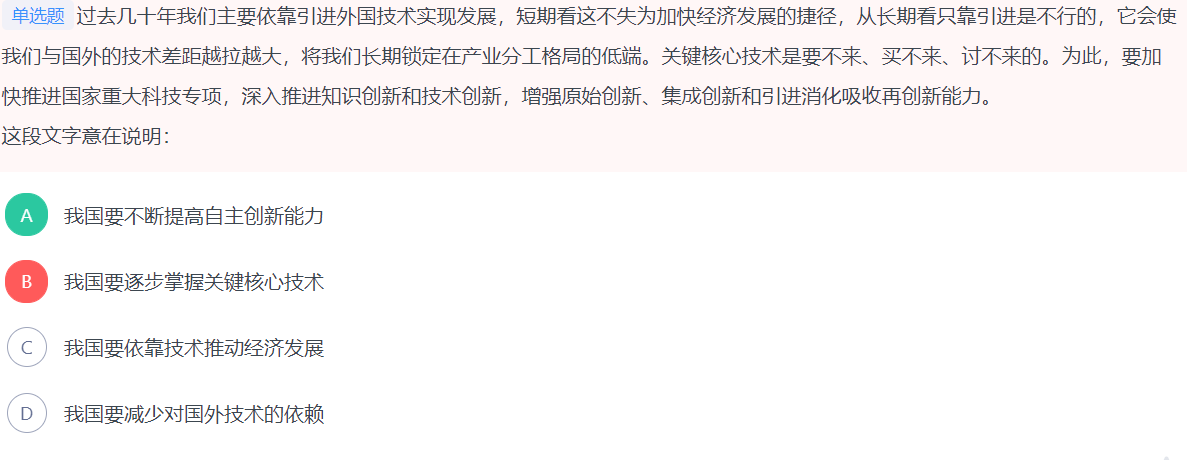 单选题 过去几十年我们主要依靠引进外国技术实现发展，短期看这不失为加快经济发展的捷径，从长期看只靠引进是不行的，它会使
我们与国外的技术差距越拉越大，将我们长期锁定在产业分工格局的低端。关键核心技术是要不来、买不来、讨不来的。为此，要加
快推进国家重大科技专项，深入推进知识创新和技术创新，增强原始创新、集成创新和引进消化吸收再创新能力。
这段文字意在说明：
A 我国要不断提高自主创新能力
B 我国要逐步掌握关键核心技术
C 我国要依靠技术推动经济发展
D 我国要减少对国外技术的依赖